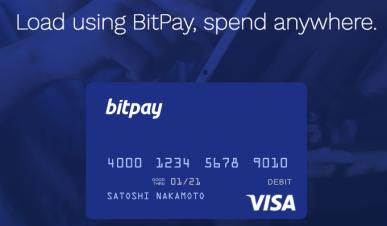 Load using BitPay, spend anywhere.
bitpay
4000 1234 5678 9010
GOOD THRU 01/21
DEBIT
SATOSHI NAKAMOTO
VISA